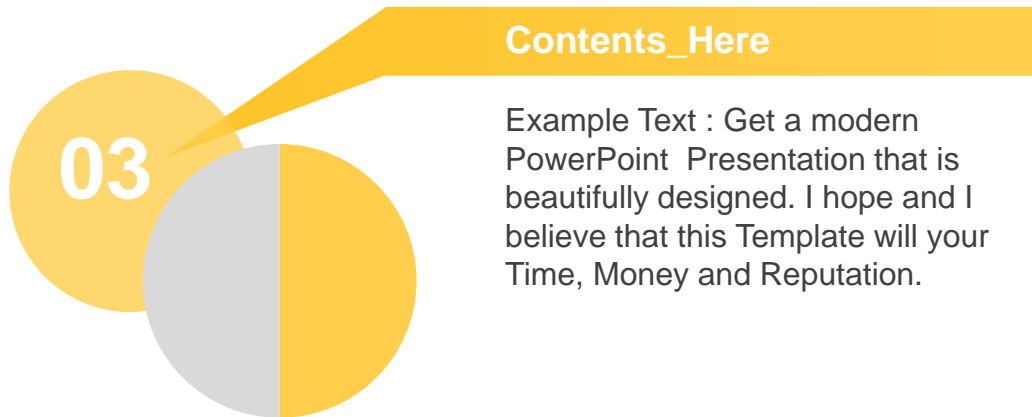 Contents_Here
03
Example Text : Get a modern
PowerPoint  Presentation that is
beautifully designed. I hope and I
believe that this Template will your
Time, Money and Reputation.